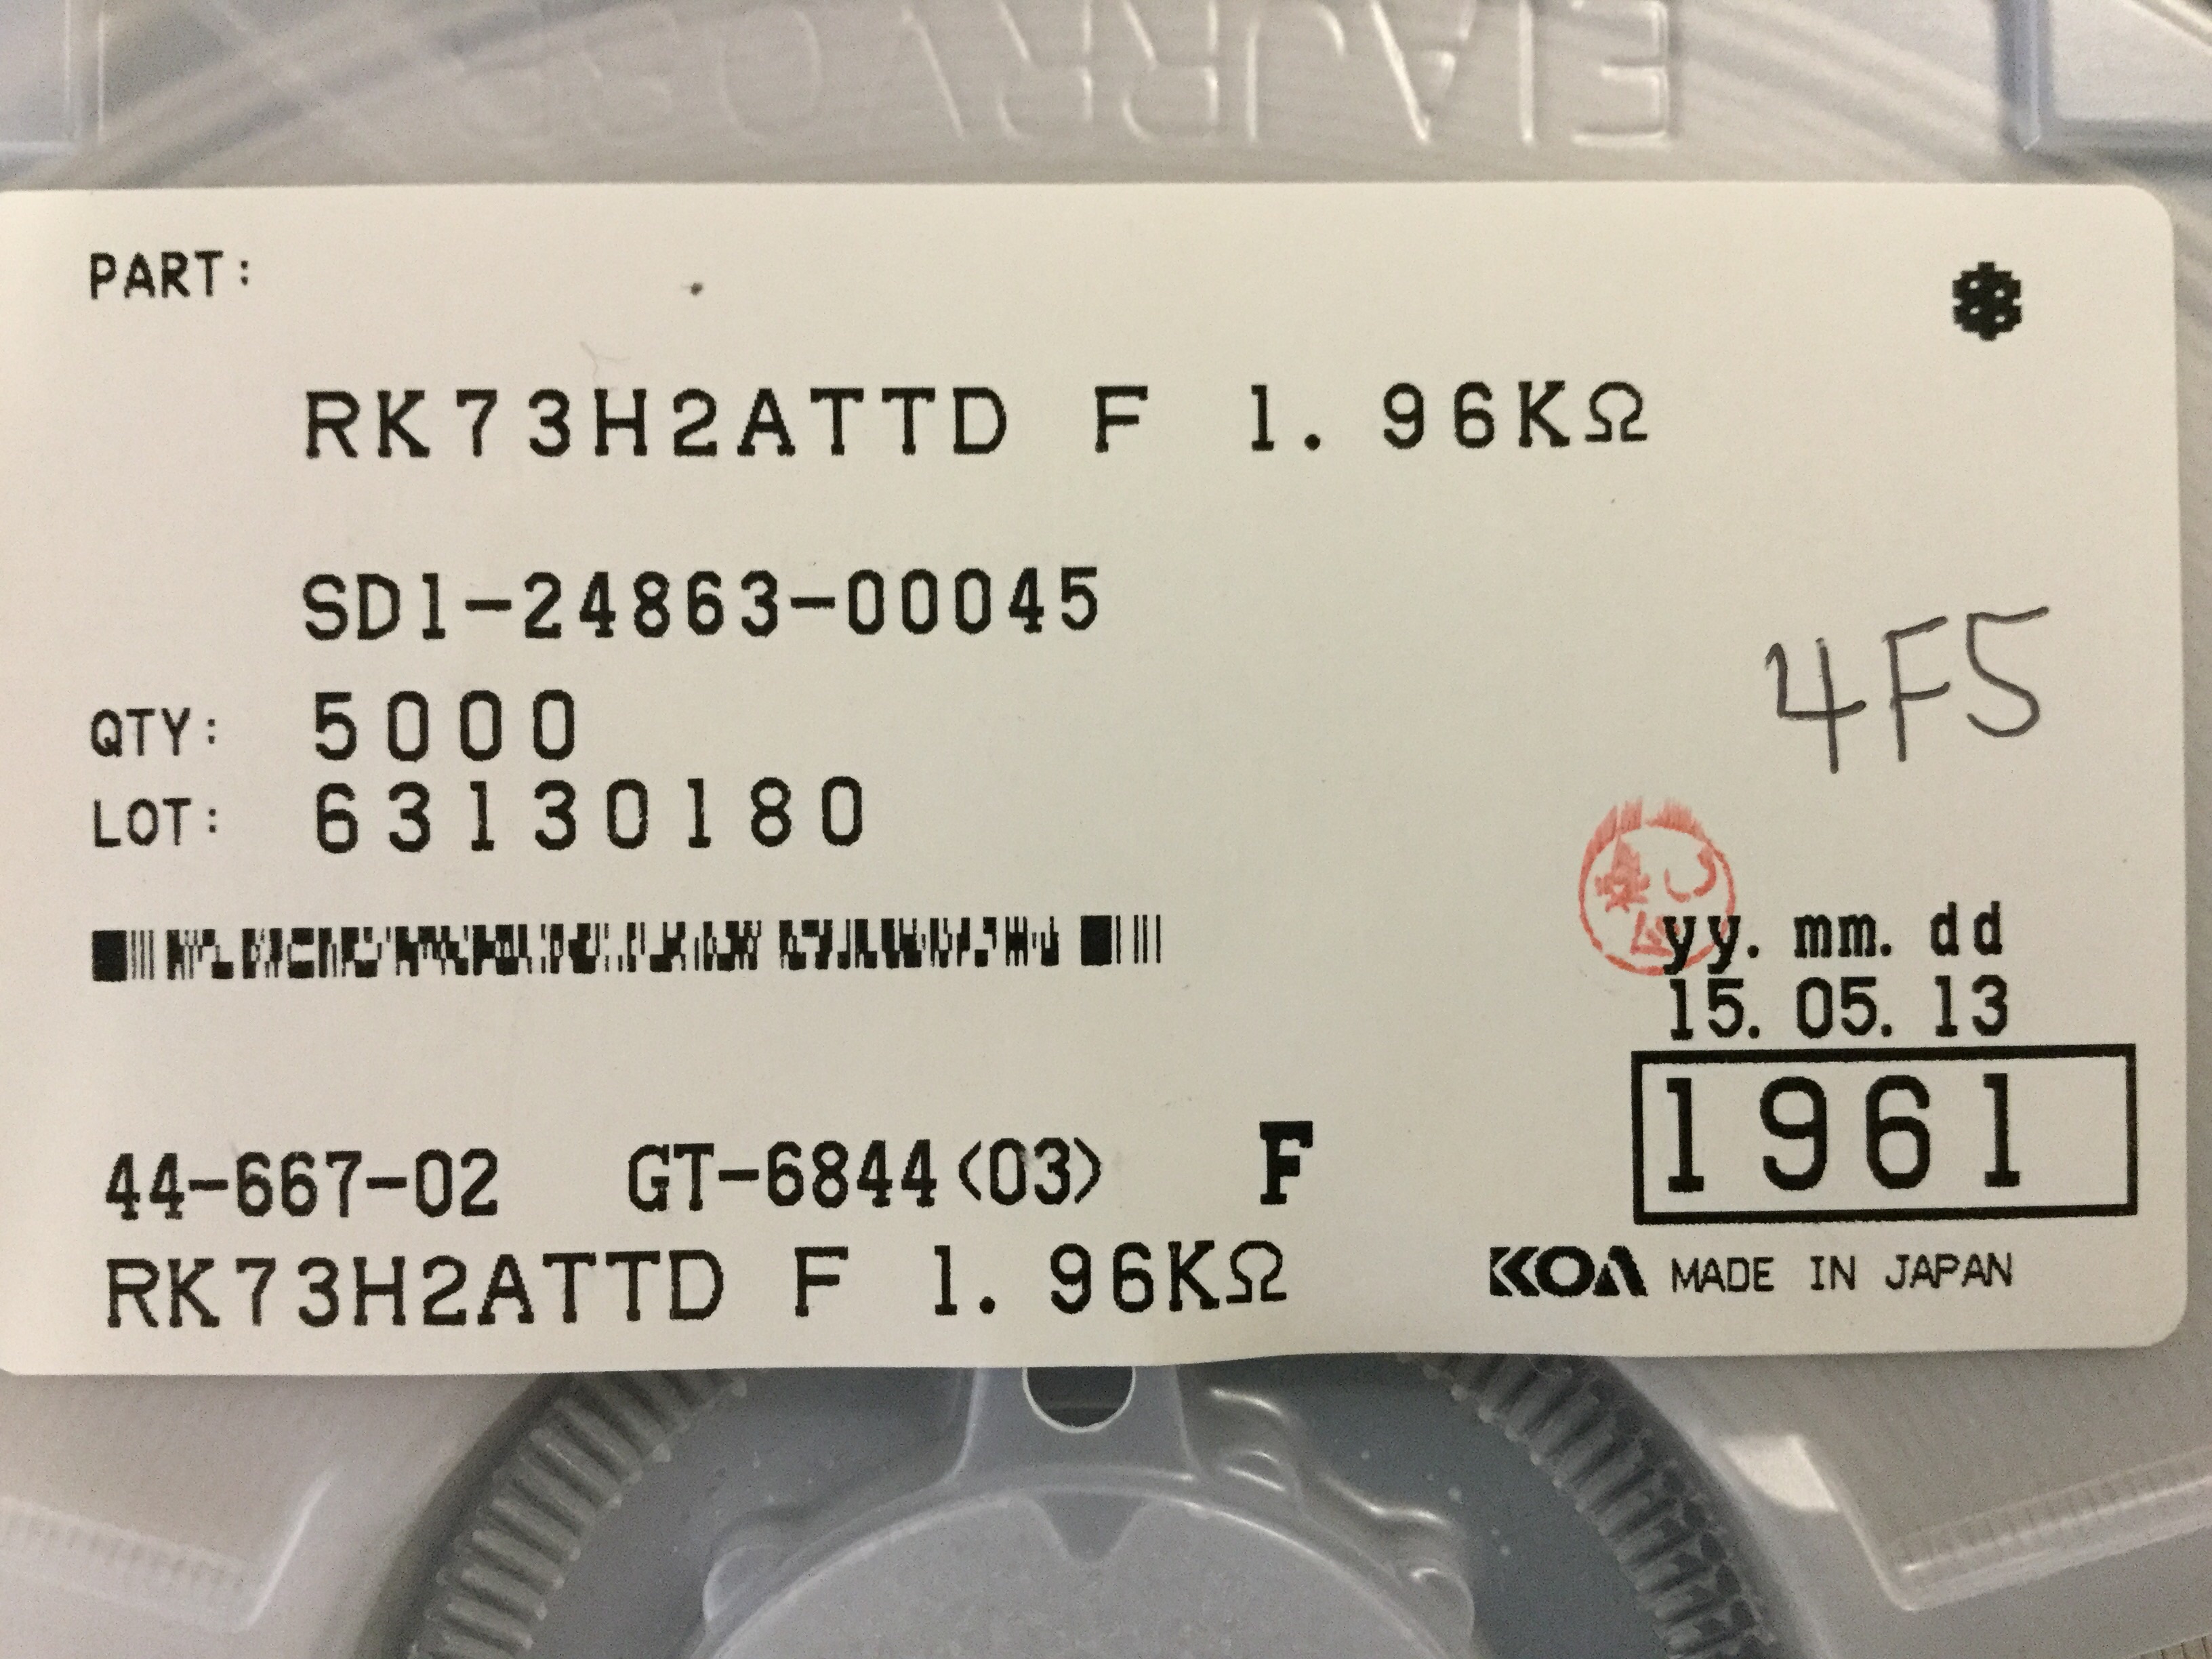 PART:
RK73H2ATTD F 1.96KΩ
SD1-24863-00045
4F5
QTY: 5000
LOT: 63130180
yy. mm. dd
15. 05. 13
1961
44-667-02 GT-6844<03> F
RK73H2ATTD F 1.96KΩ
KOA MADE IN JAPAN